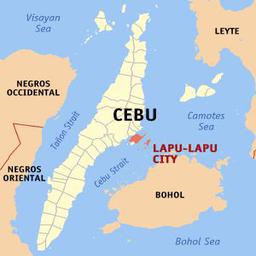 Visayan
Sea
LEYTE
NEGROS
OCCIDENTAL
CEBU
Camotes
Sea
Tañon Strait
LAPU-LAPU
CITY
Cebu Strait
NEGROS
ORIENTAL
BOHOL
Bohol Sea